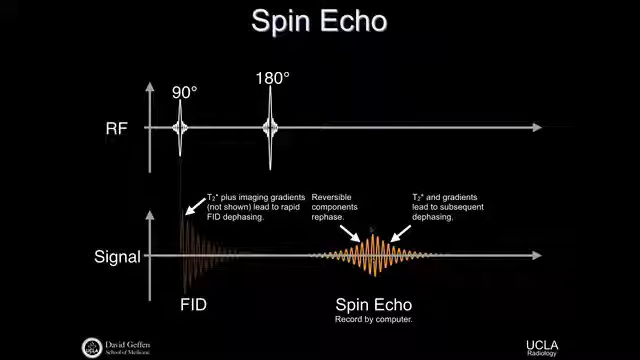 Spin Echo
90°
180°
RF
T₂* plus imaging gradients
(not shown) lead to rapid
FID dephasing.
Reversible
components
rephase.
T₂* and gradients
lead to subsequent
dephasing.
Signal
FID
Spin Echo
Record by computer.
UCLA
David Geffen
School of Medicine
UCLA
Radiology